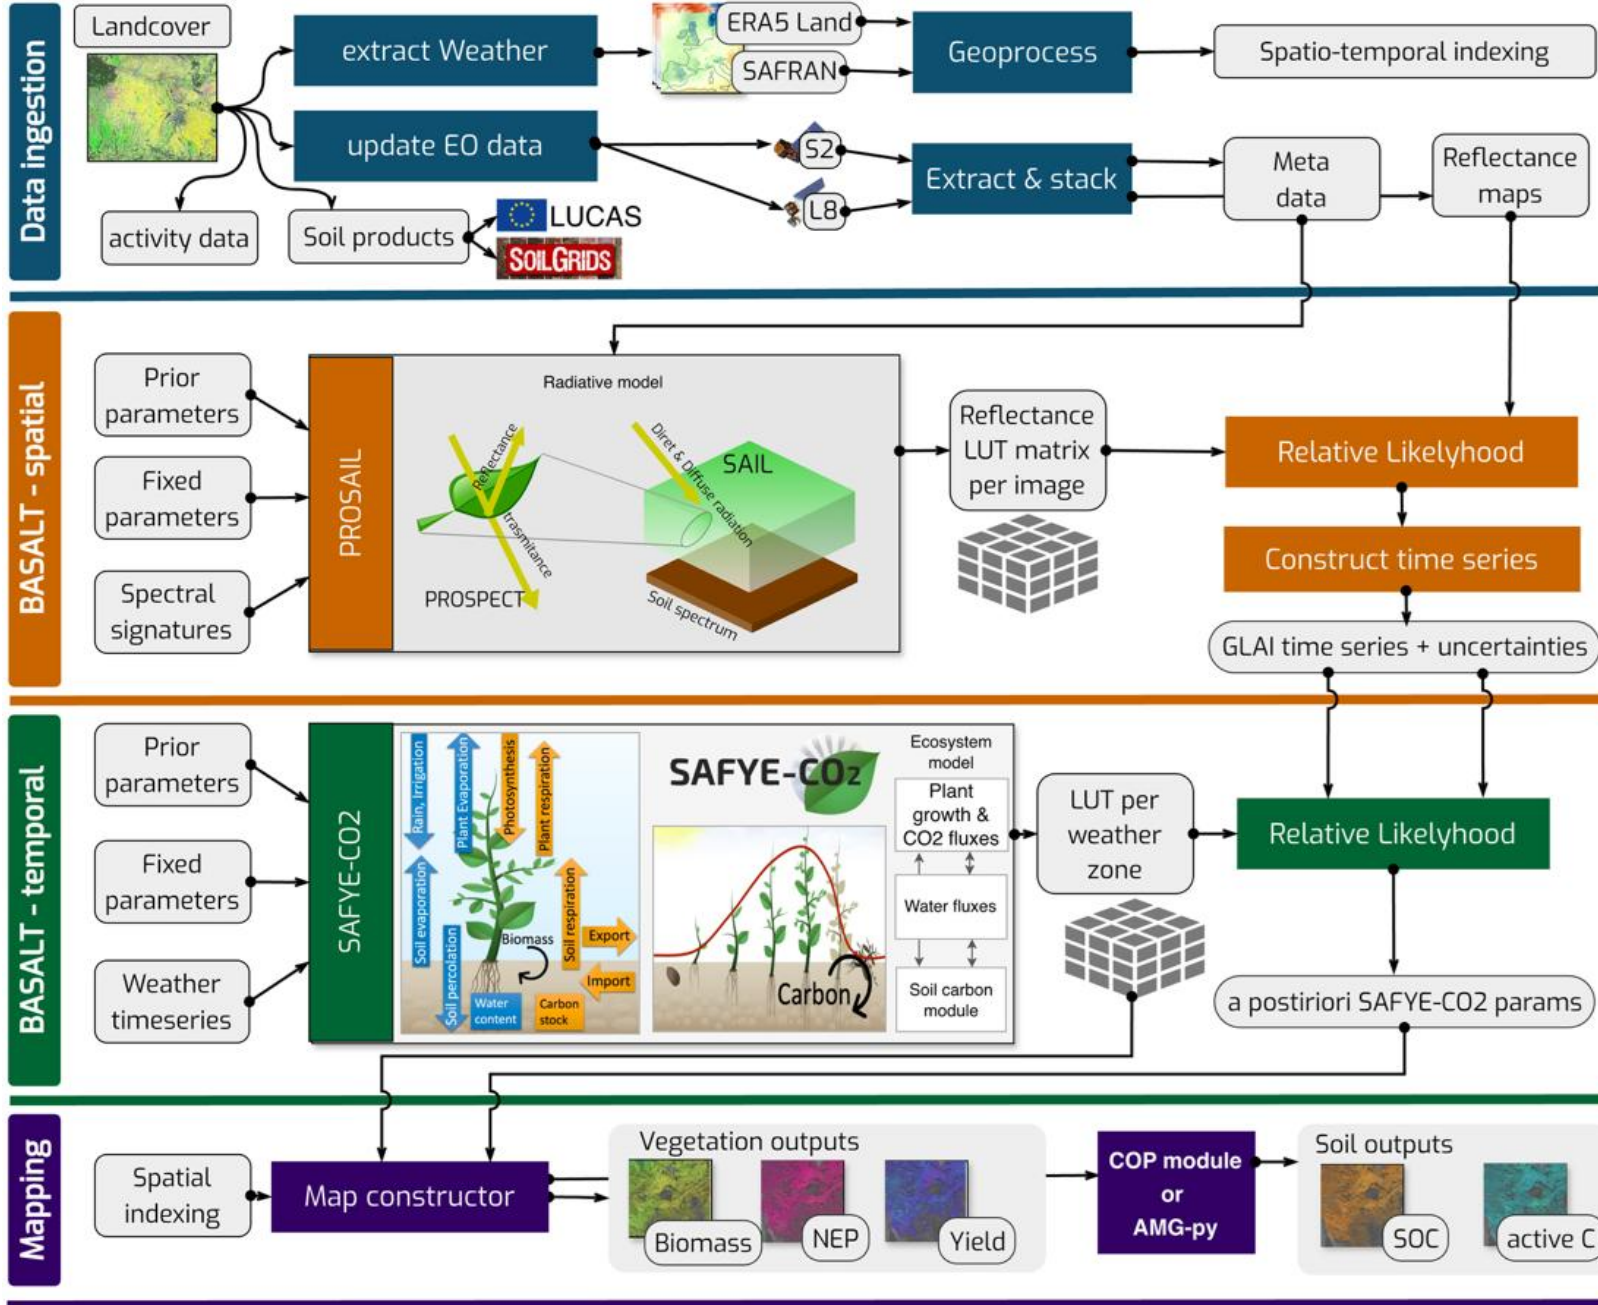 Data ingestion
Landcover
extract Weather
ERA5 Land
SAFRAN
Geoprocess
Spatio-temporal indexing
update EO data
S2
L8
Extract & stack
Meta
data
Reflectance
maps
activity data
Soil products
LUCAS
SOILGRIDS
BASALT - spatial
Prior
parameters
Fixed
parameters
Spectral
signatures
PROSAIL
Radiative model
Reflectance
trasmitance
PROSPECT
Diret & Diffuse radiation
SAIL
Soil spectrum
Reflectance
LUT matrix
per image
Relative Likelyhood
Construct time series
GLAI time series + uncertainties
BASALT - temporal
Prior
parameters
Fixed
parameters
Weather
timeseries
SAFYE-CO2
Rain, Irrigation
Plant Evaporation
Photosynthesis
Plant respiration
Soil evaporation
Soil percolation
Biomass
Soil respiration
Export
Import
Water
content
Carbon
stock
SAFYE-CO2
Carbon
Ecosystem
model
Plant
growth &
CO2 fluxes
Water fluxes
Soil carbon
module
LUT per
weather
zone
Relative Likelyhood
a postiriori SAFYE-CO2 params
Mapping
Spatial
indexing
Map constructor
Vegetation outputs
Biomass
NEP
Yield
COP module
or
AMG-py
Soil outputs
SOC
active C